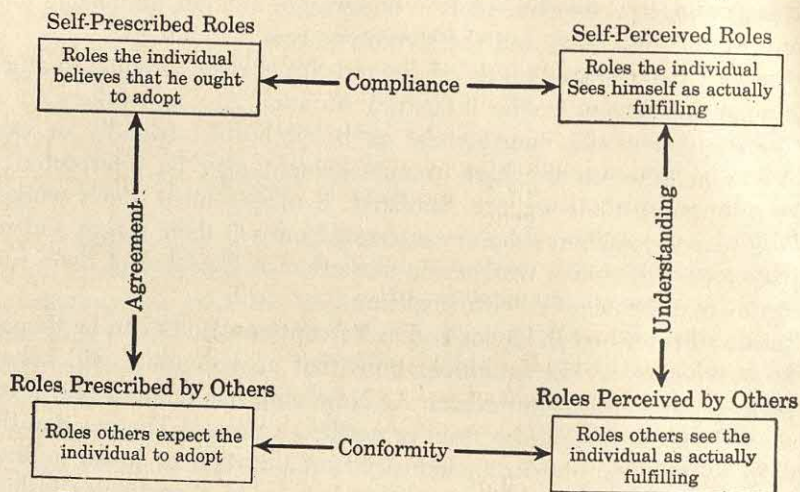 Self-Prescribed Roles
Roles the individual
believes that he ought
to adopt
Compliance
Self-Perceived Roles
Roles the individual
Sees himself as actually
fulfilling
Agreement
Understanding
Roles Prescribed by Others
Roles others expect the
individual to adopt
Conformity
Roles Perceived by Others
Roles others see the
individual as actually
fulfilling